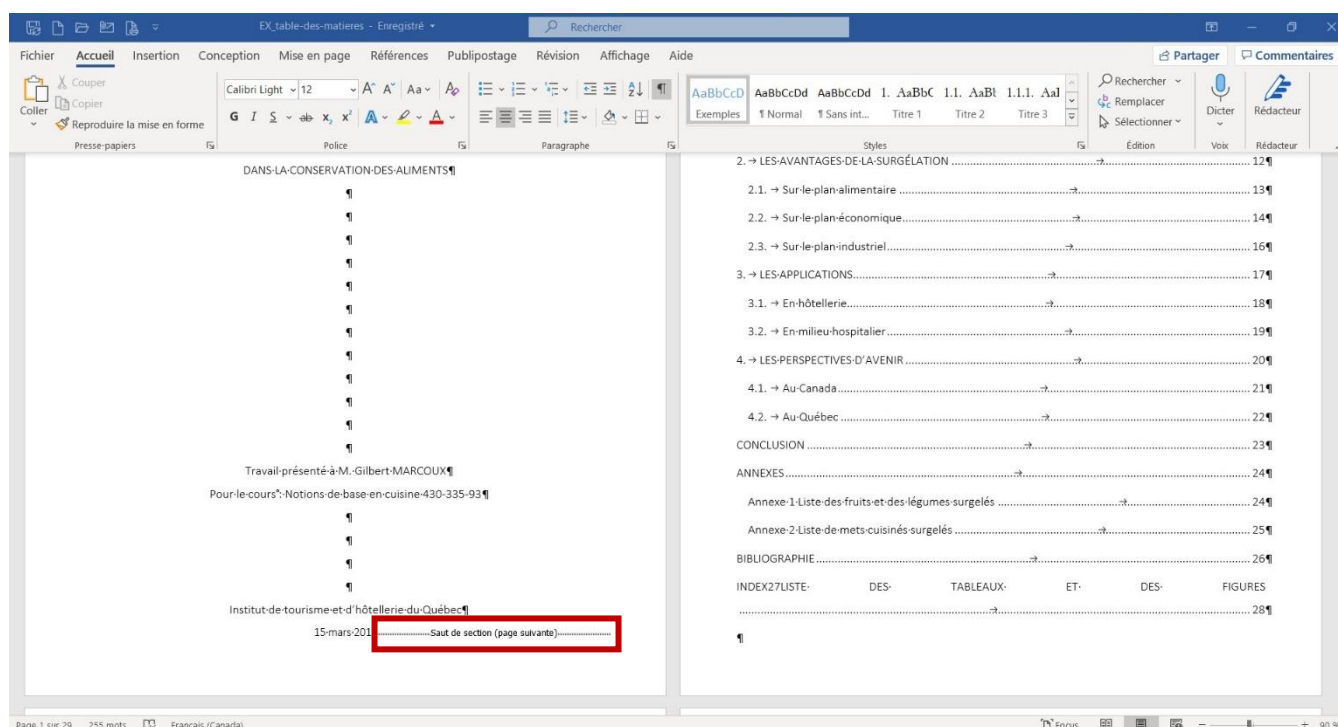 EX_table-des-matieres - Enregistré
Rechercher
Fichier Accueil Insertion Conception Mise en page Références Publipostage Révision Affichage Aide
Partager Commentaires
Coller
Couper
Copier
Reproduire la mise en forme
Presse-papiers
Calibri Light 12
G I S ab x₂ x²
Police
Paragraphe
AaBbCcD AaBbCcDd AaBbCcDd 1. AaBbC 1.1. AaBb 1.1.1. AaI
Exemples ¶ Normal ¶ Sans int... Titre 1 Titre 2 Titre 3
Styles
Rechercher
Remplacer
Sélectionner
Édition
Dicter
Voix
Rédacteur
Rédacteur
DANS·LA·CONSERVATION·DES·ALIMENTS¶
¶
¶
¶
¶
¶
¶
¶
¶
¶
¶
¶
¶
Travail·présenté·à·M.·Gilbert·MARCOUX¶
Pour·le·cours°:·Notions·de·base·en·cuisine·430-335-93¶
¶
¶
¶
¶
Institut·de·tourisme·et·d'hôtellerie·du·Québec¶
15·mars·201 Saut de section (page suivante)
2. → LES·AVANTAGES·DE·LA·SURGÉLATION → 12¶
2.1. → Sur·le·plan·alimentaire → 13¶
2.2. → Sur·le·plan·économique → 14¶
2.3. → Sur·le·plan·industriel → 16¶
3. → LES·APPLICATIONS → 17¶
3.1. → En·hôtellerie → 18¶
3.2. → En·milieu·hospitalier → 19¶
4. → LES·PERSPECTIVES·D'AVENIR → 20¶
4.1. → Au·Canada → 21¶
4.2. → Au·Québec → 22¶
CONCLUSION → 23¶
ANNEXES → 24¶
Annexe·1·Liste·des·fruits·et·des·légumes·surgelés → 24¶
Annexe·2·Liste·de·mets·cuisinés·surgelés → 25¶
BIBLIOGRAPHIE → 26¶
INDEX27LISTE· DES· TABLEAUX· ET· DES· FIGURES
→ 28¶
¶
Page 1 sur 29 255 mots Français (Canada) Focus 90 %